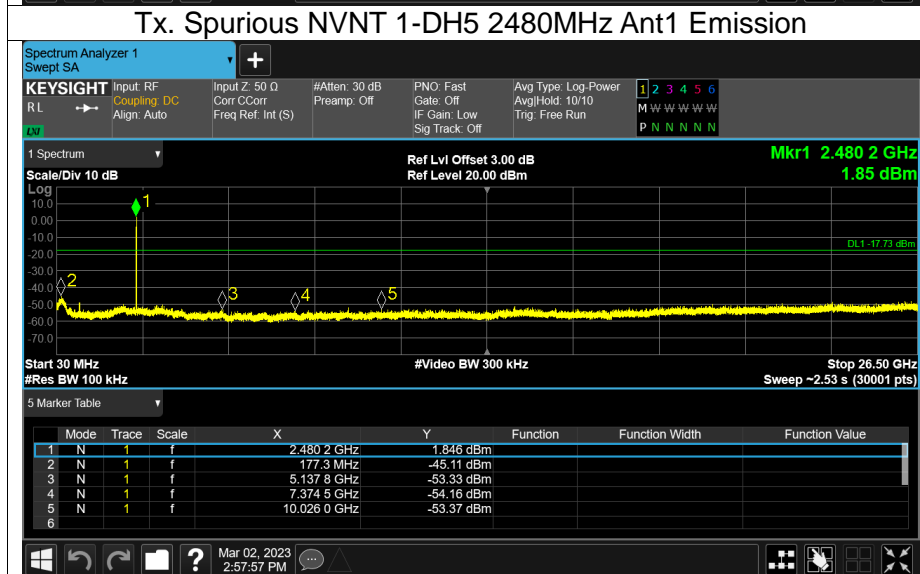 Tx. Spurious NVNT 1-DH5 2480MHz Ant1 Emission
Spectrum Analyzer 1
Swept SA
+
KEYSIGHT Input: RF Input Z: 50 Ω #Atten: 30 dB PNO: Fast Avg Type: Log-Power 1 2 3 4 5 6
R L Coupling: DC Corr CCorr Preamp: Off Gate: Off Avg|Hold: 10/10 M W W W W W
Align: Auto Freq Ref: Int (S) IF Gain: Low Trig: Free Run
LXI Sig Track: Off P N N N N N
1 Spectrum Ref Lvl Offset 3.00 dB Mkr1 2.480 2 GHz
Scale/Div 10 dB Ref Level 20.00 dBm 1.85 dBm
Log
10.0 1
0.00
-10.0
DL1 -17.73 dBm
-20.0
-30.0
-40.0 2
-50.0 3 4 5
-60.0
-70.0
Start 30 MHz #Video BW 300 kHz Stop 26.50 GHz
#Res BW 100 kHz Sweep ~2.53 s (30001 pts)
5 Marker Table
Mode Trace Scale X Y Function Function Width Function Value
1 N 1 f 2.480 2 GHz 1.846 dBm
2 N 1 f 177.3 MHz -45.11 dBm
3 N 1 f 5.137 8 GHz -53.33 dBm
4 N 1 f 7.374 5 GHz -54.16 dBm
5 N 1 f 10.026 0 GHz -53.37 dBm
6
? Mar 02, 2023
2:57:57 PM